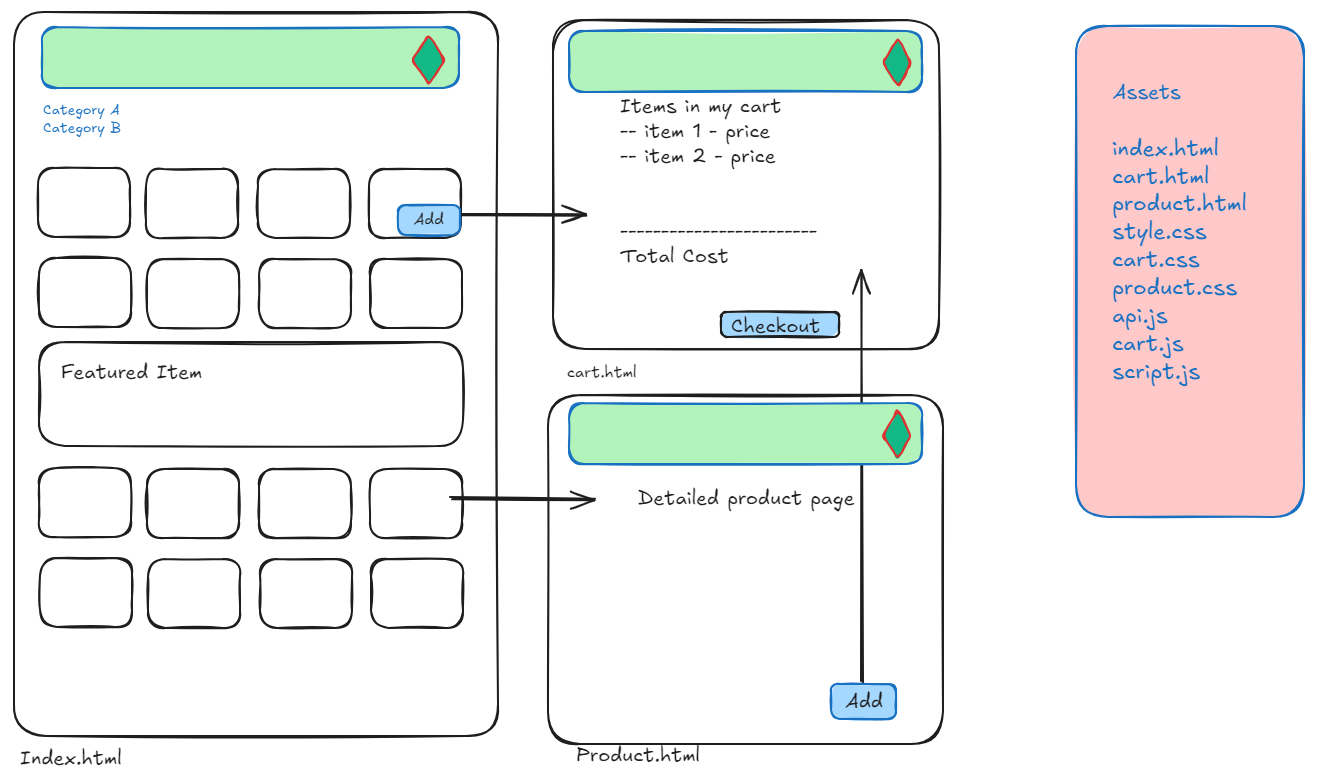 Category A
Category B
Add
Featured Item
Index.html
Items in my cart
-- item 1 - price
-- item 2 - price
------------------------
Total Cost
Checkout
cart.html
Detailed product page
Add
Product.html
Assets
index.html
cart.html
product.html
style.css
cart.css
product.css
api.js
cart.js
script.js